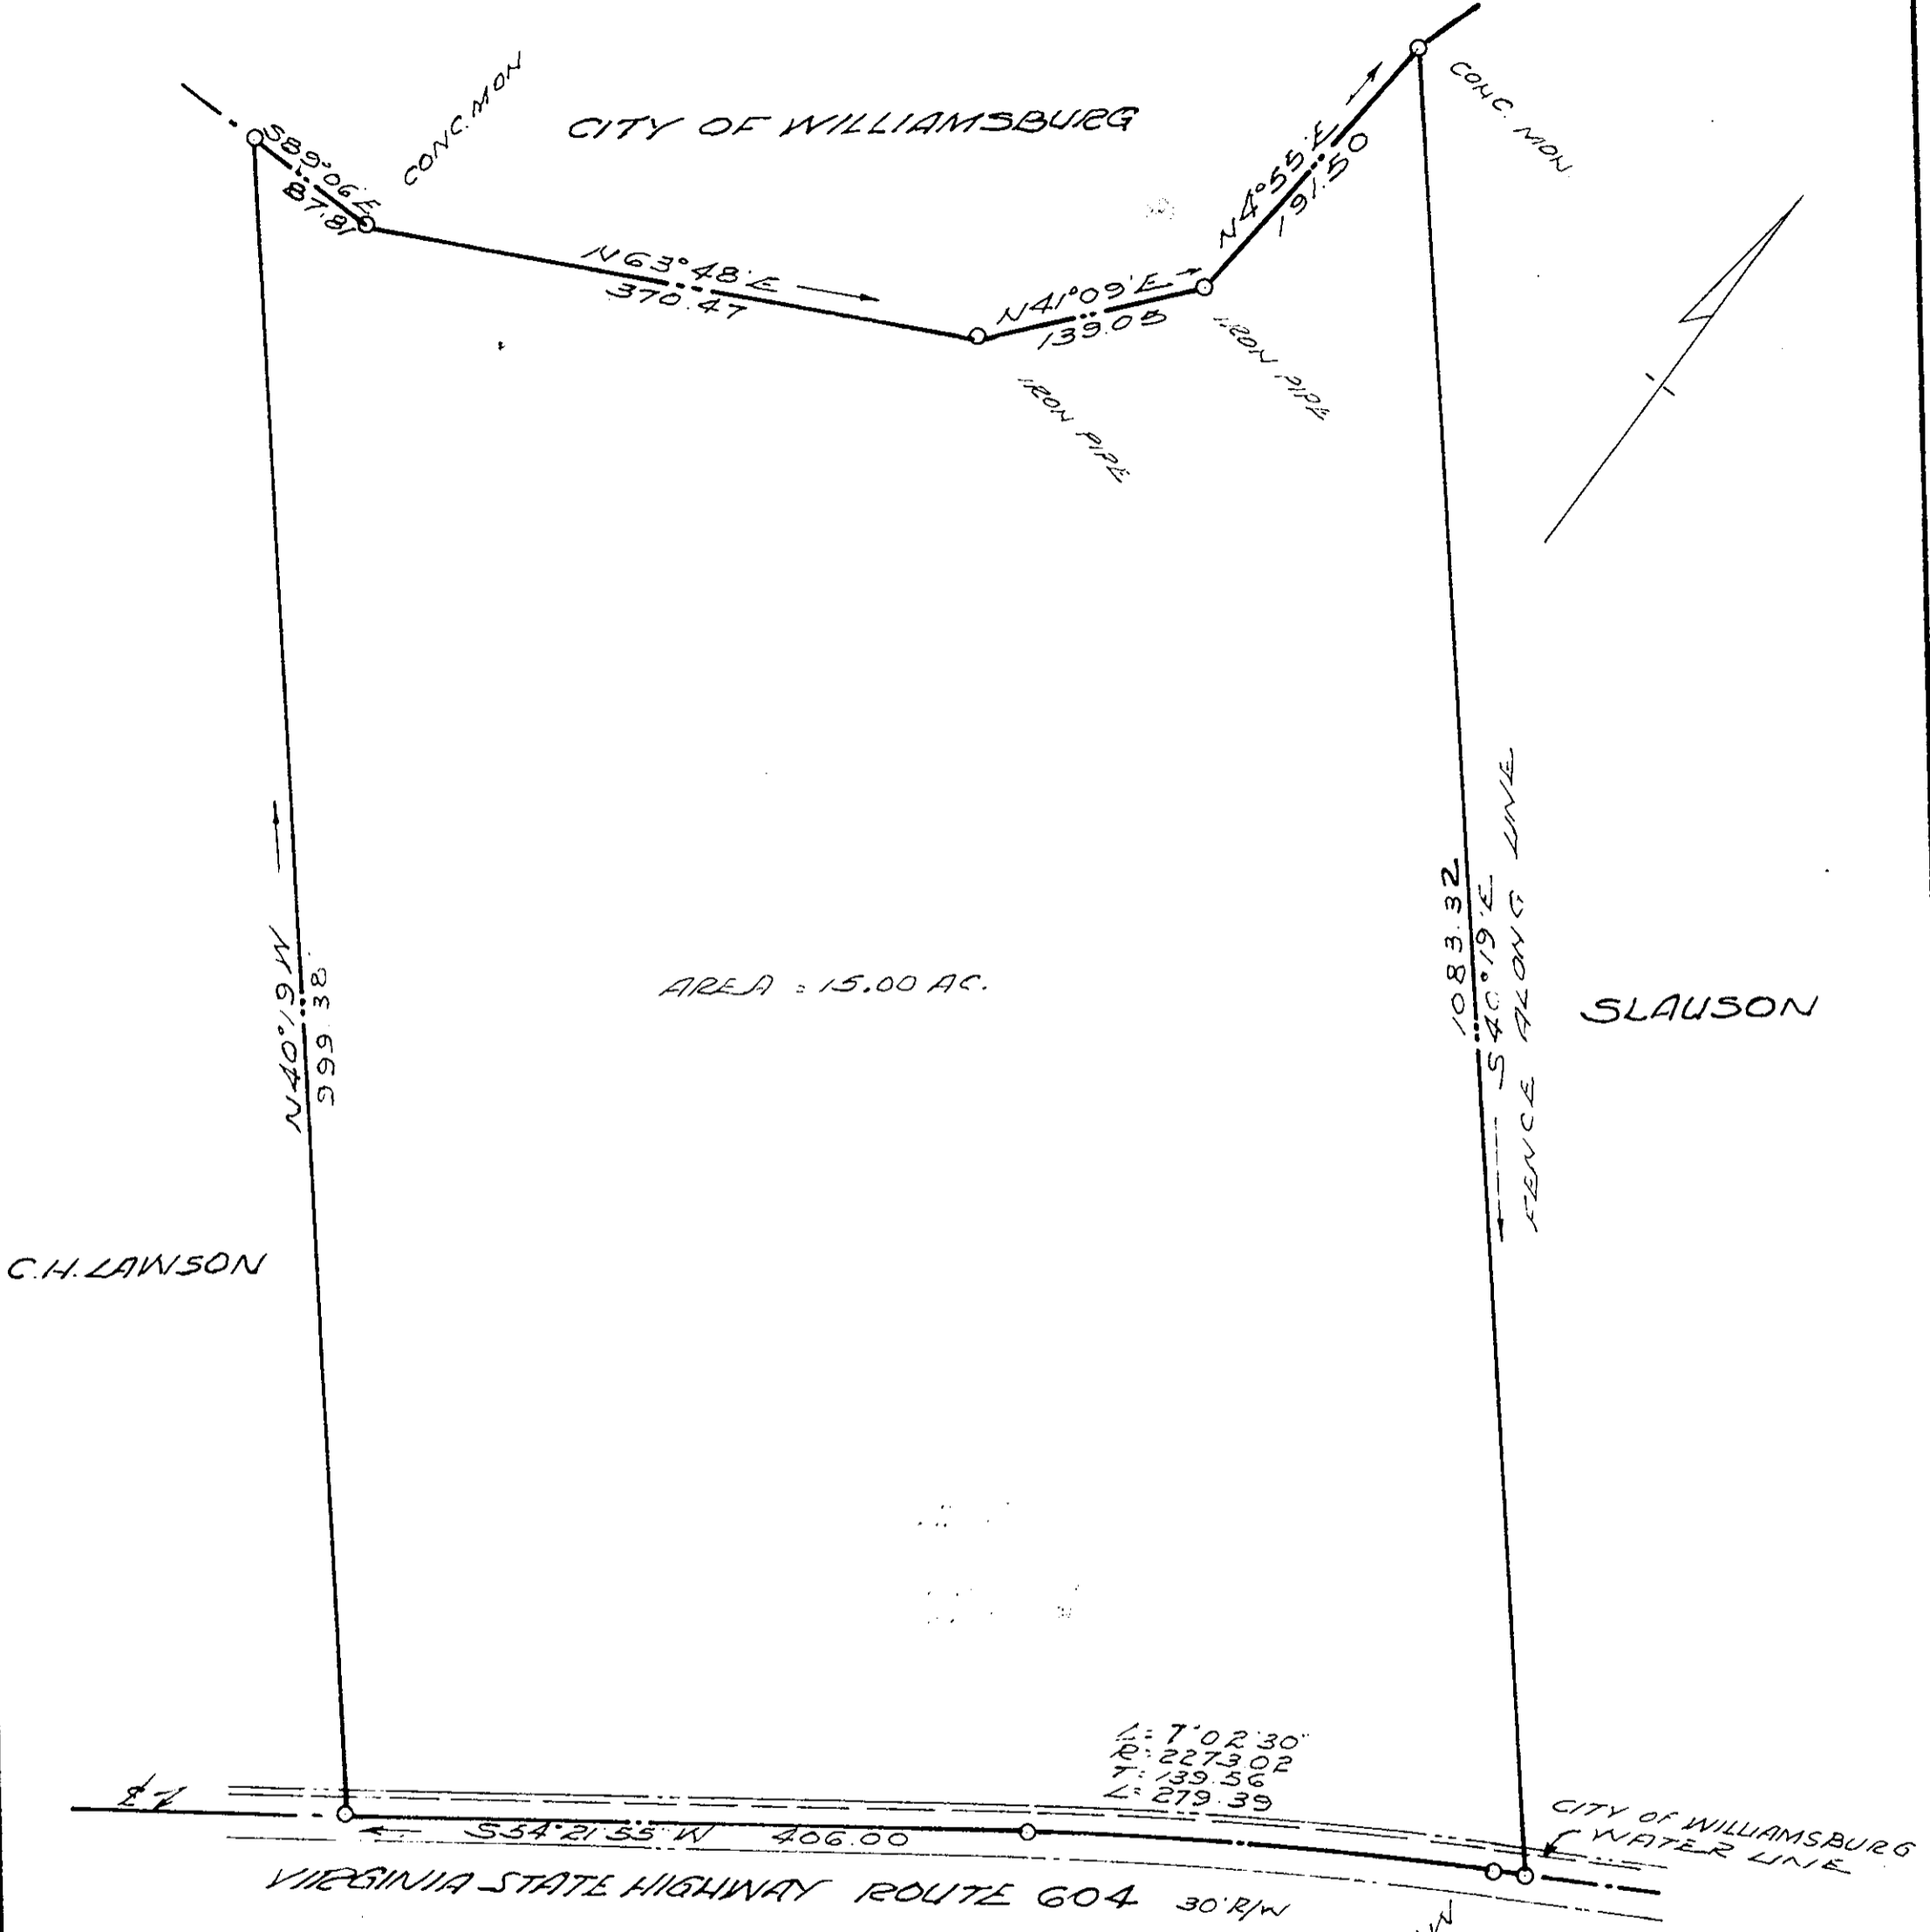 CITY OF WILLIAMSBURG
CONC. MON
CONC. MON
S89°06'E
87.81
N63°48'E
370.47
N41°09'E
139.05
N4°55'E
191.50
IRON PIPE
IRON PIPE
N40°19'W
999.38'
AREA = 15.00 AC.
1083.32
S40°19'E
FENCE ALONG LINE
SLAUSON
C.H. LAWSON
∆= 7°02'30"
R= 2273.02
T= 139.56
L= 279.39
S54°21'55"W 406.00
CITY OF WILLIAMSBURG
WATER LINE
VIRGINIA STATE HIGHWAY ROUTE 604 30' R/W